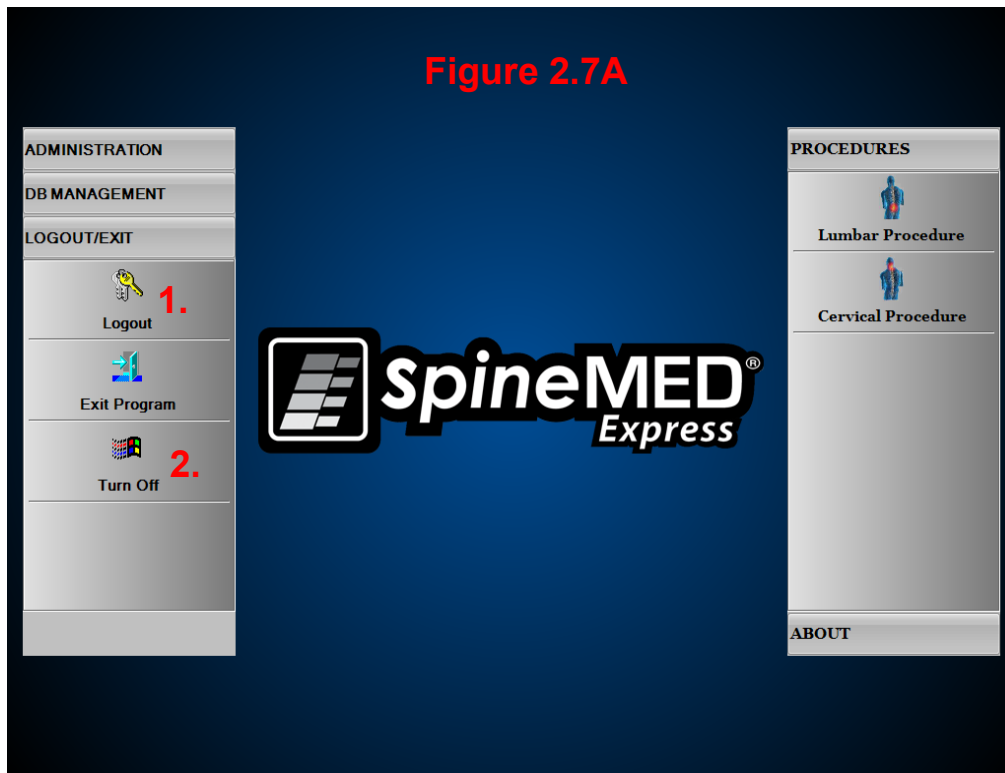 Figure 2.7A
ADMINISTRATION
DB MANAGEMENT
LOGOUT/EXIT
1.
Logout
Exit Program
2.
Turn Off
SpineMED®
Express
PROCEDURES
Lumbar Procedure
Cervical Procedure
ABOUT